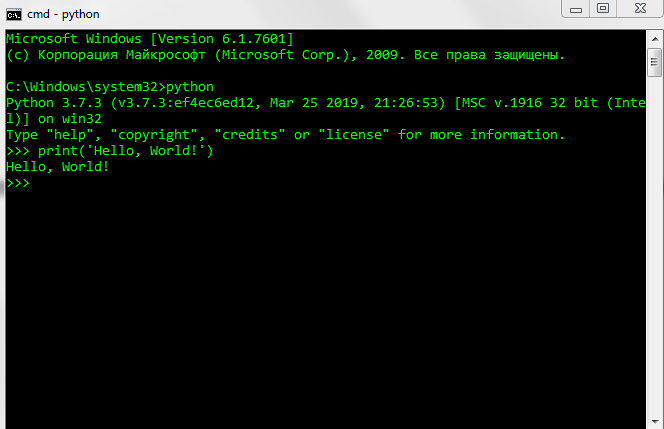 cmd - python
Microsoft Windows [Version 6.1.7601]
(c) Корпорация Майкрософт (Microsoft Corp.), 2009. Все права защищены.
C:\Windows\system32>python
Python 3.7.3 (v3.7.3:ef4ec6ed12, Mar 25 2019, 21:26:53) [MSC v.1916 32 bit (Inte
l)] on win32
Type "help", "copyright", "credits" or "license" for more information.
>>> print('Hello, World!')
Hello, World!
>>>